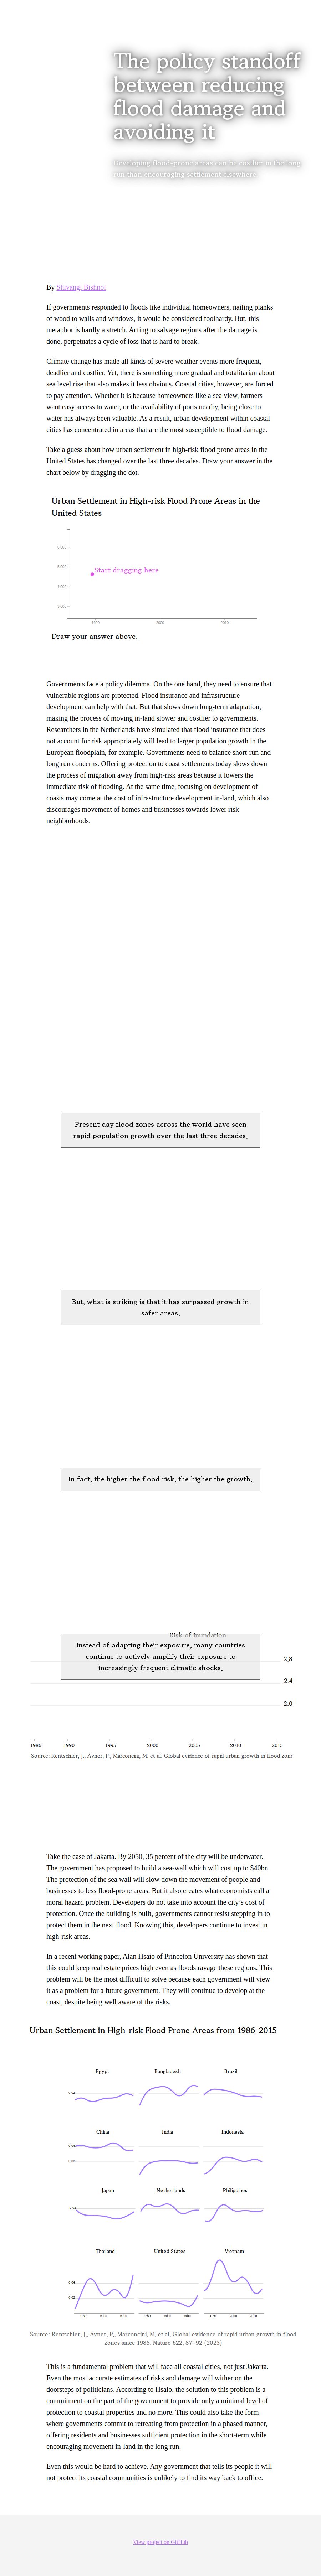 The policy standoff
between reducing
flood damage and
avoiding it
Developing flood-prone areas can be costlier in the long
run than encouraging settlement elsewhere
By Shivangi Bishnoi
If governments responded to floods like individual homeowners, nailing planks
of wood to walls and windows, it would be considered foolhardy. But, this
metaphor is hardly a stretch. Acting to salvage regions after the damage is
done, perpetuates a cycle of loss that is hard to break.
Climate change has made all kinds of severe weather events more frequent,
deadlier and costlier. Yet, there is something more gradual and totalitarian about
sea level rise that also makes it less obvious. Coastal cities, however, are forced
to pay attention. Whether it is because homeowners like a sea view, farmers
want easy access to water, or the availability of ports nearby, being close to
water has always been valuable. As a result, urban development within coastal
cities has concentrated in areas that are the most susceptible to flood damage.
Take a guess about how urban settlement in high-risk flood prone areas in the
United States has changed over the last three decades. Draw your answer in the
chart below by dragging the dot.
Urban Settlement in High-risk Flood Prone Areas in the
United States
6,000
5,000
Start dragging here
4,000
3,000
1990 2000 2010
Draw your answer above.
Governments face a policy dilemma. On the one hand, they need to ensure that
vulnerable regions are protected. Flood insurance and infrastructure
development can help with that. But that slows down long-term adaptation,
making the process of moving in-land slower and costlier to governments.
Researchers in the Netherlands have simulated that flood insurance that does
not account for risk appropriately will lead to larger population growth in the
European floodplain, for example. Governments need to balance short-run and
long run concerns. Offering protection to coast settlements today slows down
the process of migration away from high-risk areas because it lowers the
immediate risk of flooding. At the same time, focusing on development of
coasts may come at the cost of infrastructure development in-land, which also
discourages movement of homes and businesses towards lower risk
neighborhoods.
Present day flood zones across the world have seen
rapid population growth over the last three decades.
But, what is striking is that it has surpassed growth in
safer areas.
In fact, the higher the flood risk, the higher the growth.
Risk of Inundation
Instead of adapting their exposure, many countries
continue to actively amplify their exposure to
increasingly frequent climatic shocks.
2.8
2.4
2.0
1986 1990 1995 2000 2005 2010 2015
Source: Rentschler, J., Avner, P., Marconcini, M. et al. Global evidence of rapid urban growth in flood zone
Take the case of Jakarta. By 2050, 35 percent of the city will be underwater.
The government has proposed to build a sea-wall which will cost up to $40bn.
The protection of the sea wall will slow down the movement of people and
businesses to less flood-prone areas. But it also creates what economists call a
moral hazard problem. Developers do not take into account the city's cost of
protection. Once the building is built, governments cannot resist stepping in to
protect them in the next flood. Knowing this, developers continue to invest in
high-risk areas.
In a recent working paper, Alan Hsaio of Princeton University has shown that
this could keep real estate prices high even as floods ravage these regions. This
problem will be the most difficult to solve because each government will view
it as a problem for a future government. They will continue to develop at the
coast, despite being well aware of the risks.
Urban Settlement in High-risk Flood Prone Areas from 1986-2015
Egypt Bangladesh Brazil
China India Indonesia
Japan Netherlands Philippines
Thailand United States Vietnam
1990 2000 2010 1990 2000 2010 1990 2000 2010
Source: Rentschler, J., Avner, P., Marconcini, M. et al. Global evidence of rapid urban growth in flood
zones since 1985. Nature 622, 87–92 (2023)
This is a fundamental problem that will face all coastal cities, not just Jakarta.
Even the most accurate estimates of risks and damage will wither on the
doorsteps of politicians. According to Hsaio, the solution to this problem is a
commitment on the part of the government to provide only a minimal level of
protection to coastal properties and no more. This could also take the form
where governments commit to retreating from protection in a phased manner,
offering residents and businesses sufficient protection in the short-term while
encouraging movement in-land in the long run.
Even this would be hard to achieve. Any government that tells its people it will
not protect its coastal communities is unlikely to find its way back to office.
View project on GitHub